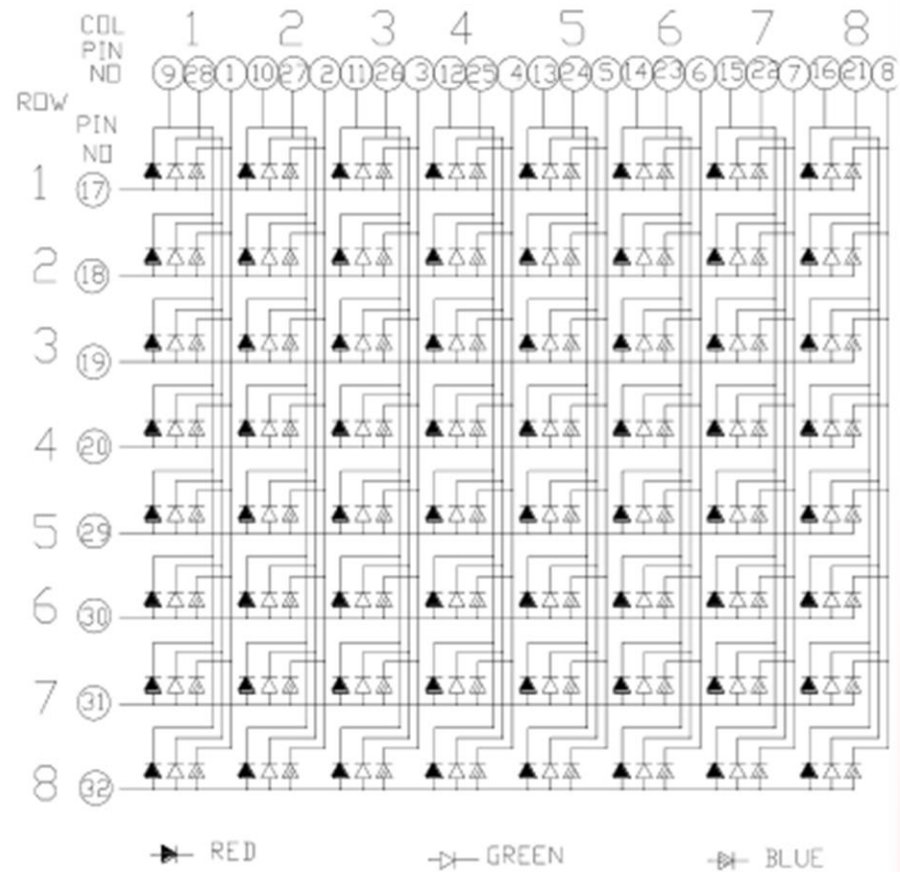 COL 1 2 3 4 5 6 7 8
PIN
NO 9 28 1 10 27 2 11 26 3 12 25 4 13 24 5 14 23 6 15 22 7 16 21 8
ROW
PIN
NO
1 17
2 18
3 19
4 20
5 29
6 30
7 31
8 32
RED GREEN BLUE